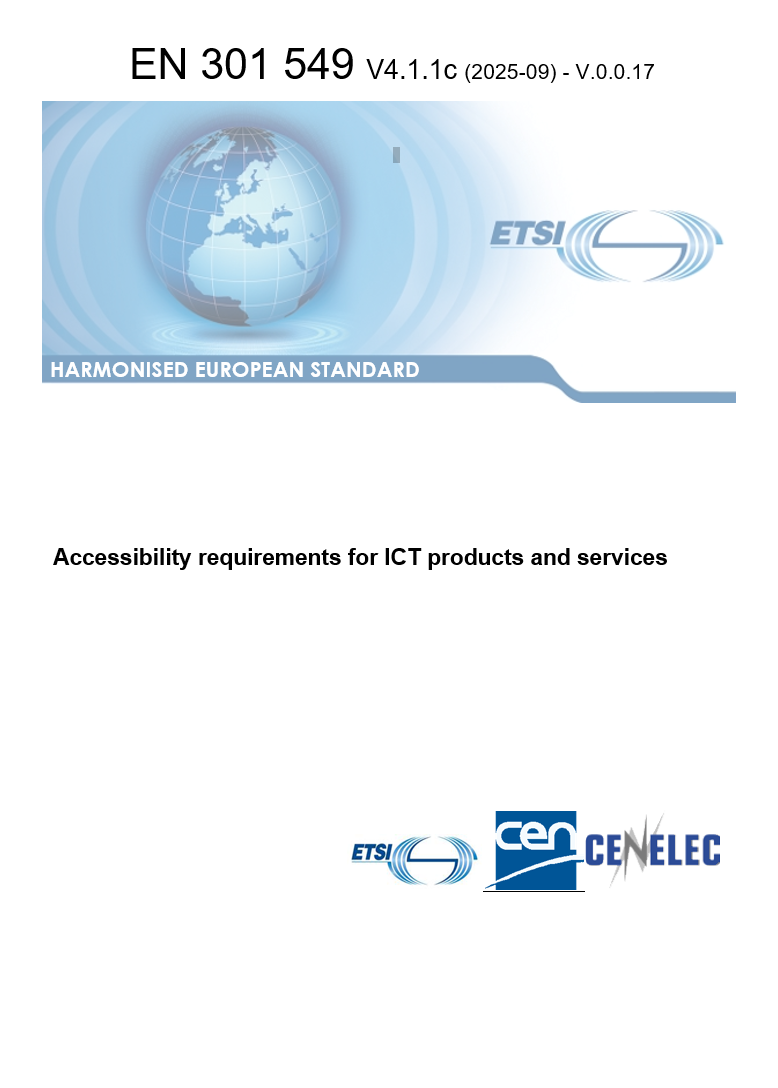 EN 301 549 V4.1.1c (2025-09) - V.0.0.17
ETSI
HARMONISED EUROPEAN STANDARD
Accessibility requirements for ICT products and services
ETSI
cen
CENELEC